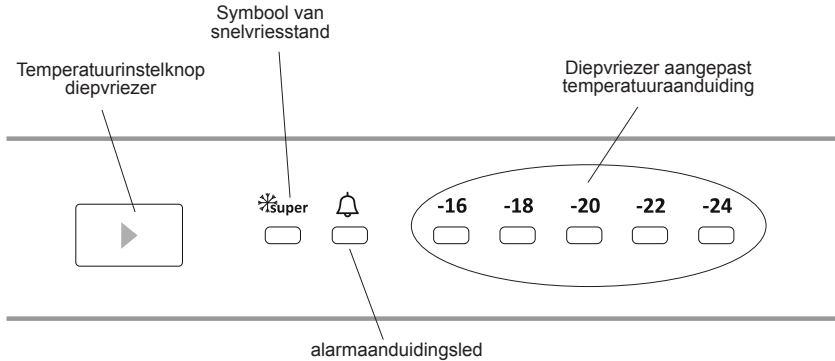 Symbool van
snelvriesstand
Temperatuurinstelknop
diepvriezer
Diepvriezer aangepast
temperatuuraanduiding
super
-16 -18 -20 -22 -24
alarmaanduidingsled